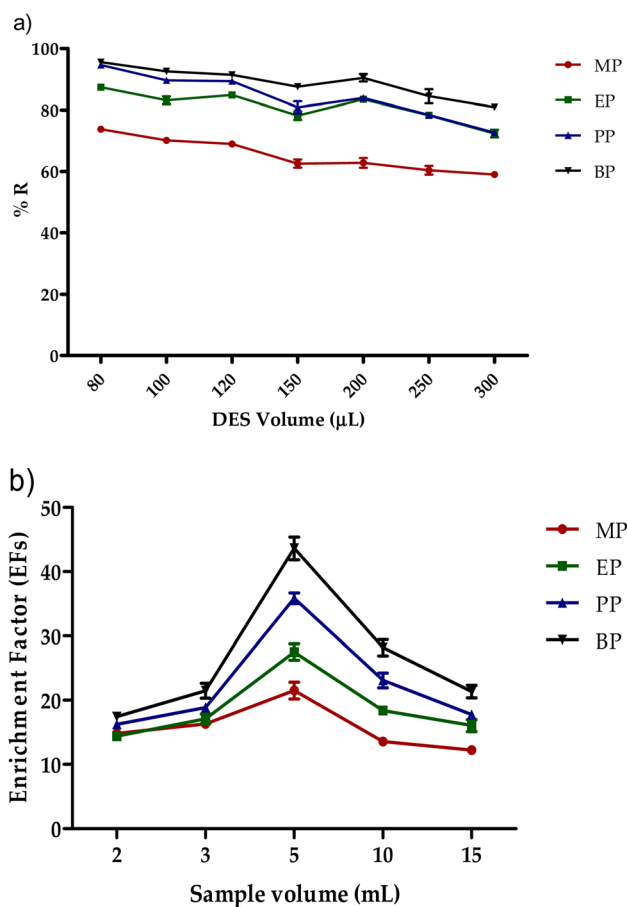 a)
100
80
60
40
20
0
% R
80
100
120
150
200
250
300
DES Volume (µL)
MP
EP
PP
BP
b)
50
40
30
20
10
0
Enrichment Factor (EFs)
2
3
5
10
15
Sample volume (mL)
MP
EP
PP
BP